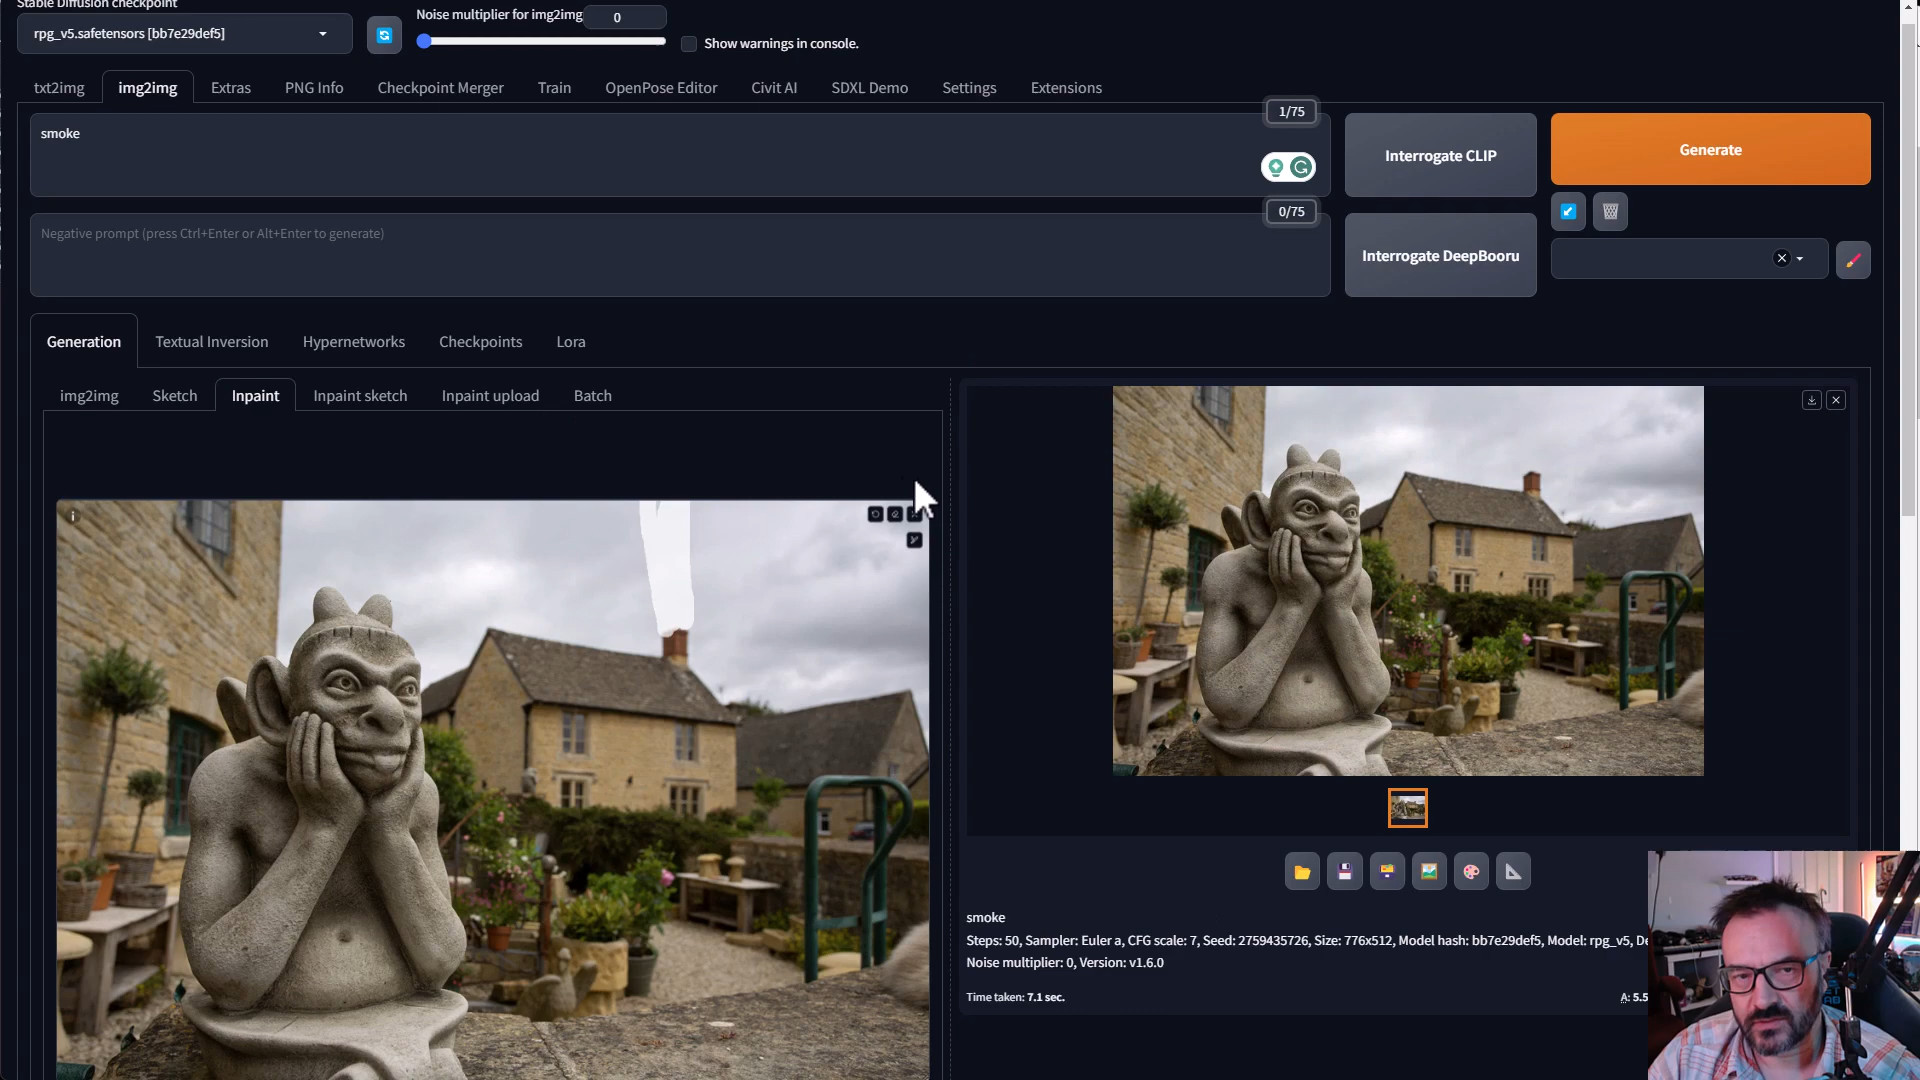 Stable Diffusion checkpoint
Noise multiplier for img2img
0
rpg_v5.safetensors [bb7e29def5]
Show warnings in console.
txt2img img2img Extras PNG Info Checkpoint Merger Train OpenPose Editor Civit AI SDXL Demo Settings Extensions
1/75
smoke
Interrogate CLIP
Generate
0/75
Negative prompt (press Ctrl+Enter or Alt+Enter to generate)
Interrogate DeepBooru
Generation Textual Inversion Hypernetworks Checkpoints Lora
img2img Sketch Inpaint Inpaint sketch Inpaint upload Batch
smoke
Steps: 50, Sampler: Euler a, CFG scale: 7, Seed: 2759435726, Size: 776x512, Model hash: bb7e29def5, Model: rpg_v5, De
Noise multiplier: 0, Version: v1.6.0
Time taken: 7.1 sec.
A: 5.5